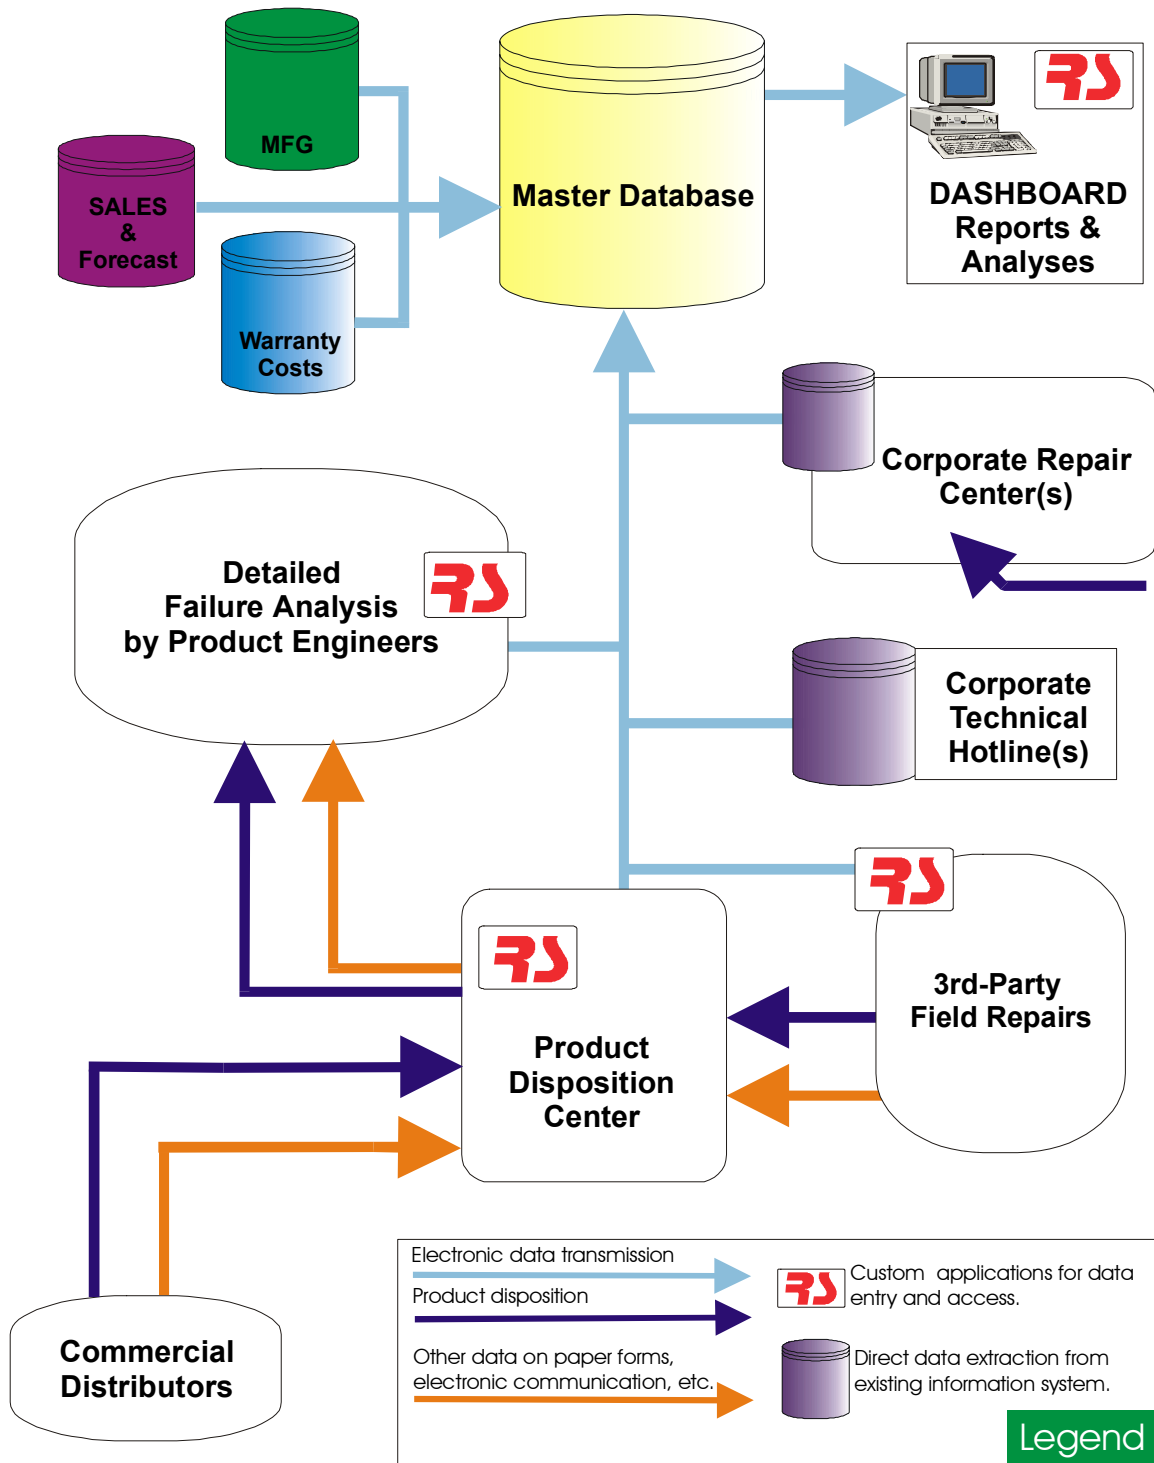 MFG
SALES
&
Forecast
Warranty
Costs
Master Database
RS
DASHBOARD
Reports &
Analyses
Corporate Repair
Center(s)
Detailed
Failure Analysis
by Product Engineers
RS
Corporate
Technical
Hotline(s)
RS
3rd-Party
Field Repairs
RS
Product
Disposition
Center
Commercial
Distributors
Electronic data transmission
Product disposition
Other data on paper forms,
electronic communication, etc.
RS
Custom applications for data
entry and access.
Direct data extraction from
existing information system.
Legend